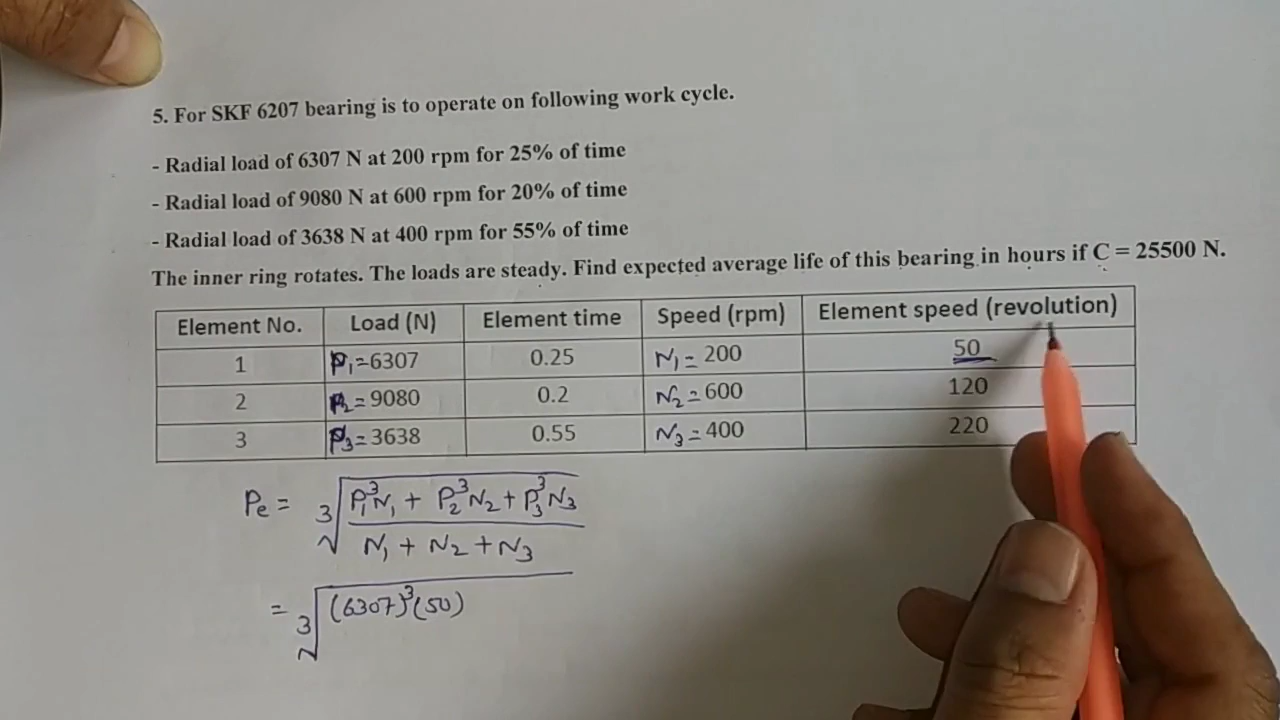 5. For SKF 6207 bearing is to operate on following work cycle.
- Radial load of 6307 N at 200 rpm for 25% of time
- Radial load of 9080 N at 600 rpm for 20% of time
- Radial load of 3638 N at 400 rpm for 55% of time
The inner ring rotates. The loads are steady. Find expected average life of this bearing in hours if C = 25500 N.
Element No. Load (N) Element time Speed (rpm) Element speed (revolution)
1 P₁=6307 0.25 N₁ = 200 50
2 P₂=9080 0.2 N₂ = 600 120
3 P₃=3638 0.55 N₃ = 400 220
Pe = ∛((P₁³N₁ + P₂³N₂ + P₃³N₃) / (N₁ + N₂ + N₃))
= ∛((6307)³(50)